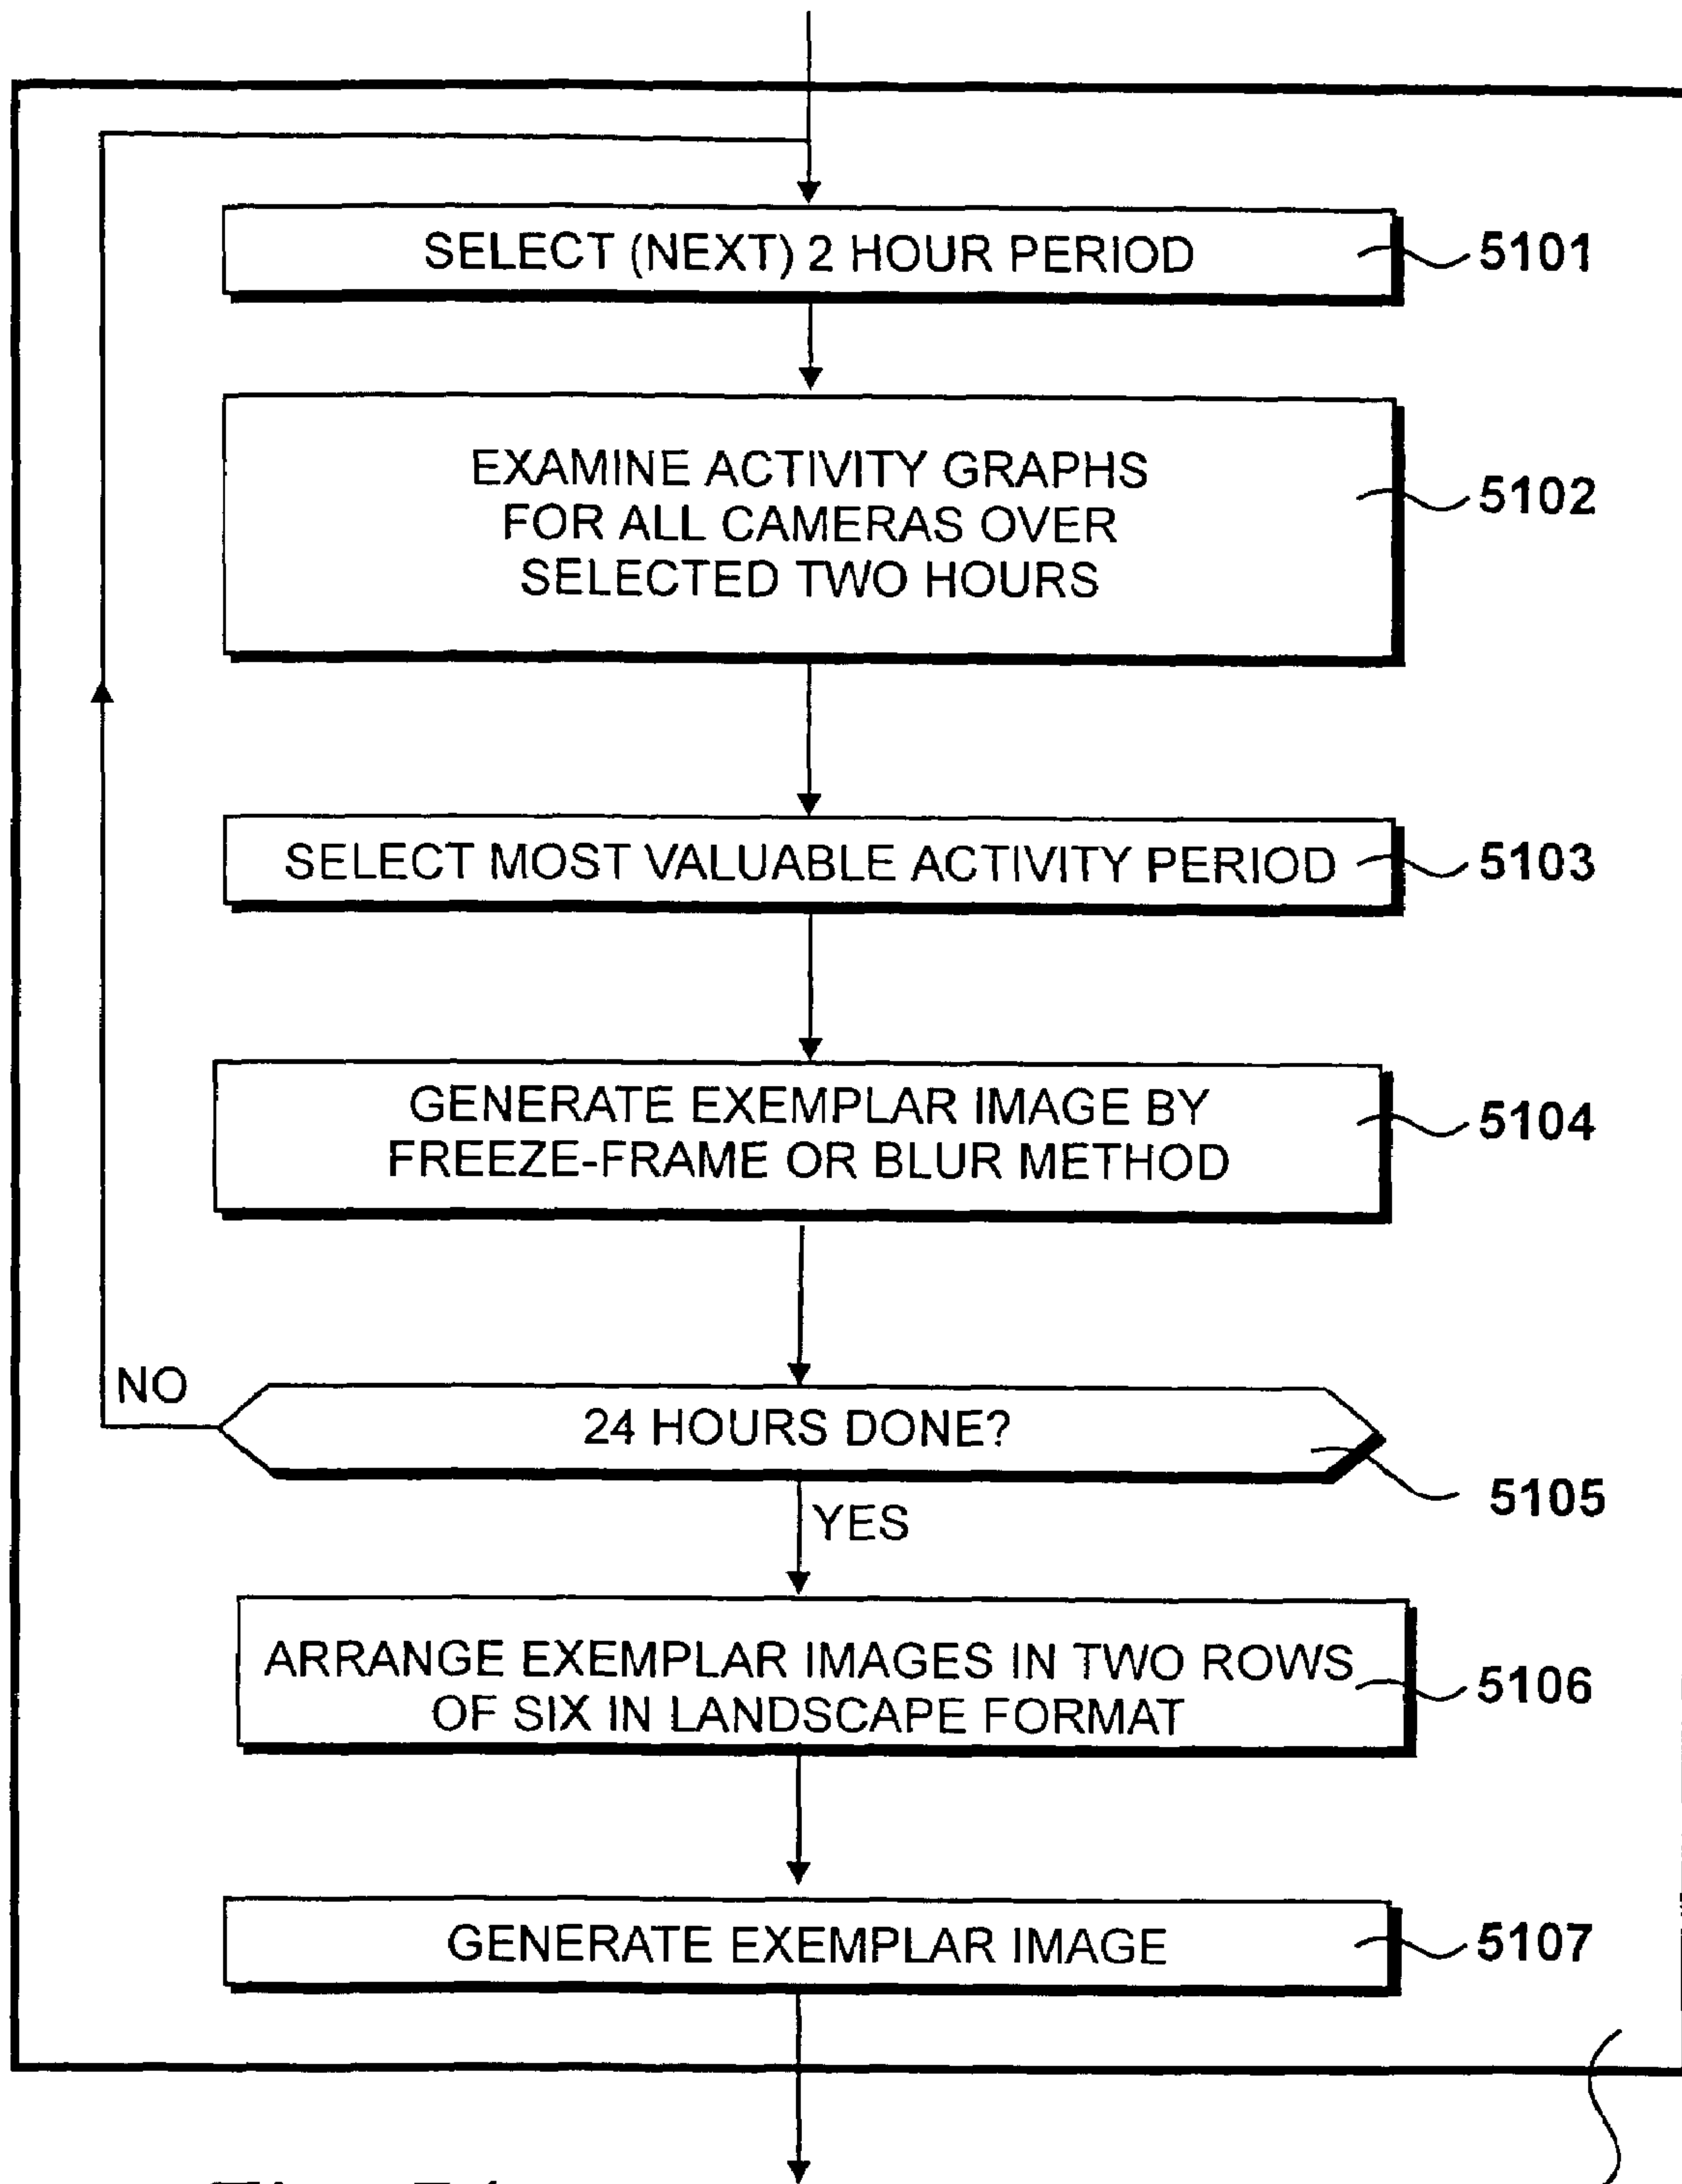 SELECT (NEXT) 2 HOUR PERIOD
5101
EXAMINE ACTIVITY GRAPHS
FOR ALL CAMERAS OVER
SELECTED TWO HOURS
5102
SELECT MOST VALUABLE ACTIVITY PERIOD
5103
GENERATE EXEMPLAR IMAGE BY
FREEZE-FRAME OR BLUR METHOD
5104
NO
24 HOURS DONE?
5105
YES
ARRANGE EXEMPLAR IMAGES IN TWO ROWS
OF SIX IN LANDSCAPE FORMAT
5106
GENERATE EXEMPLAR IMAGE
5107